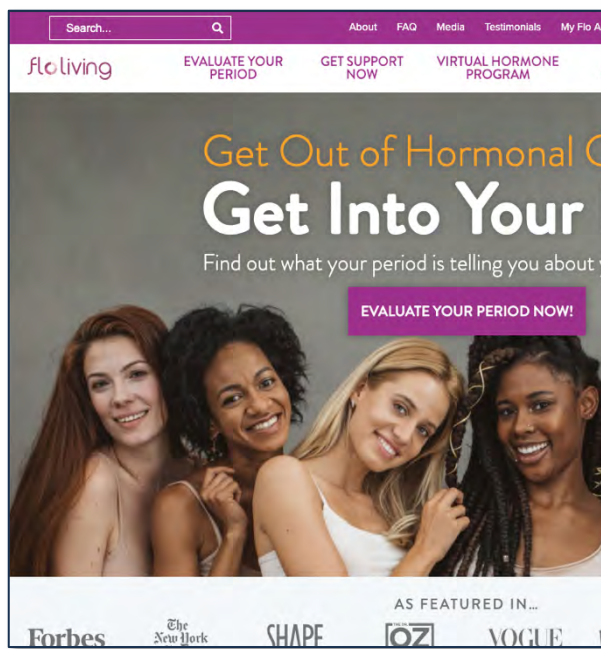 Search...
About FAQ Media Testimonials My Flo A
floliving
EVALUATE YOUR
PERIOD
GET SUPPORT
NOW
VIRTUAL HORMONE
PROGRAM
Get Out of Hormonal
Get Into Your
Find out what your period is telling you about
EVALUATE YOUR PERIOD NOW!
AS FEATURED IN...
Forbes
The
New York
SHAPE
OZ
VOGUE